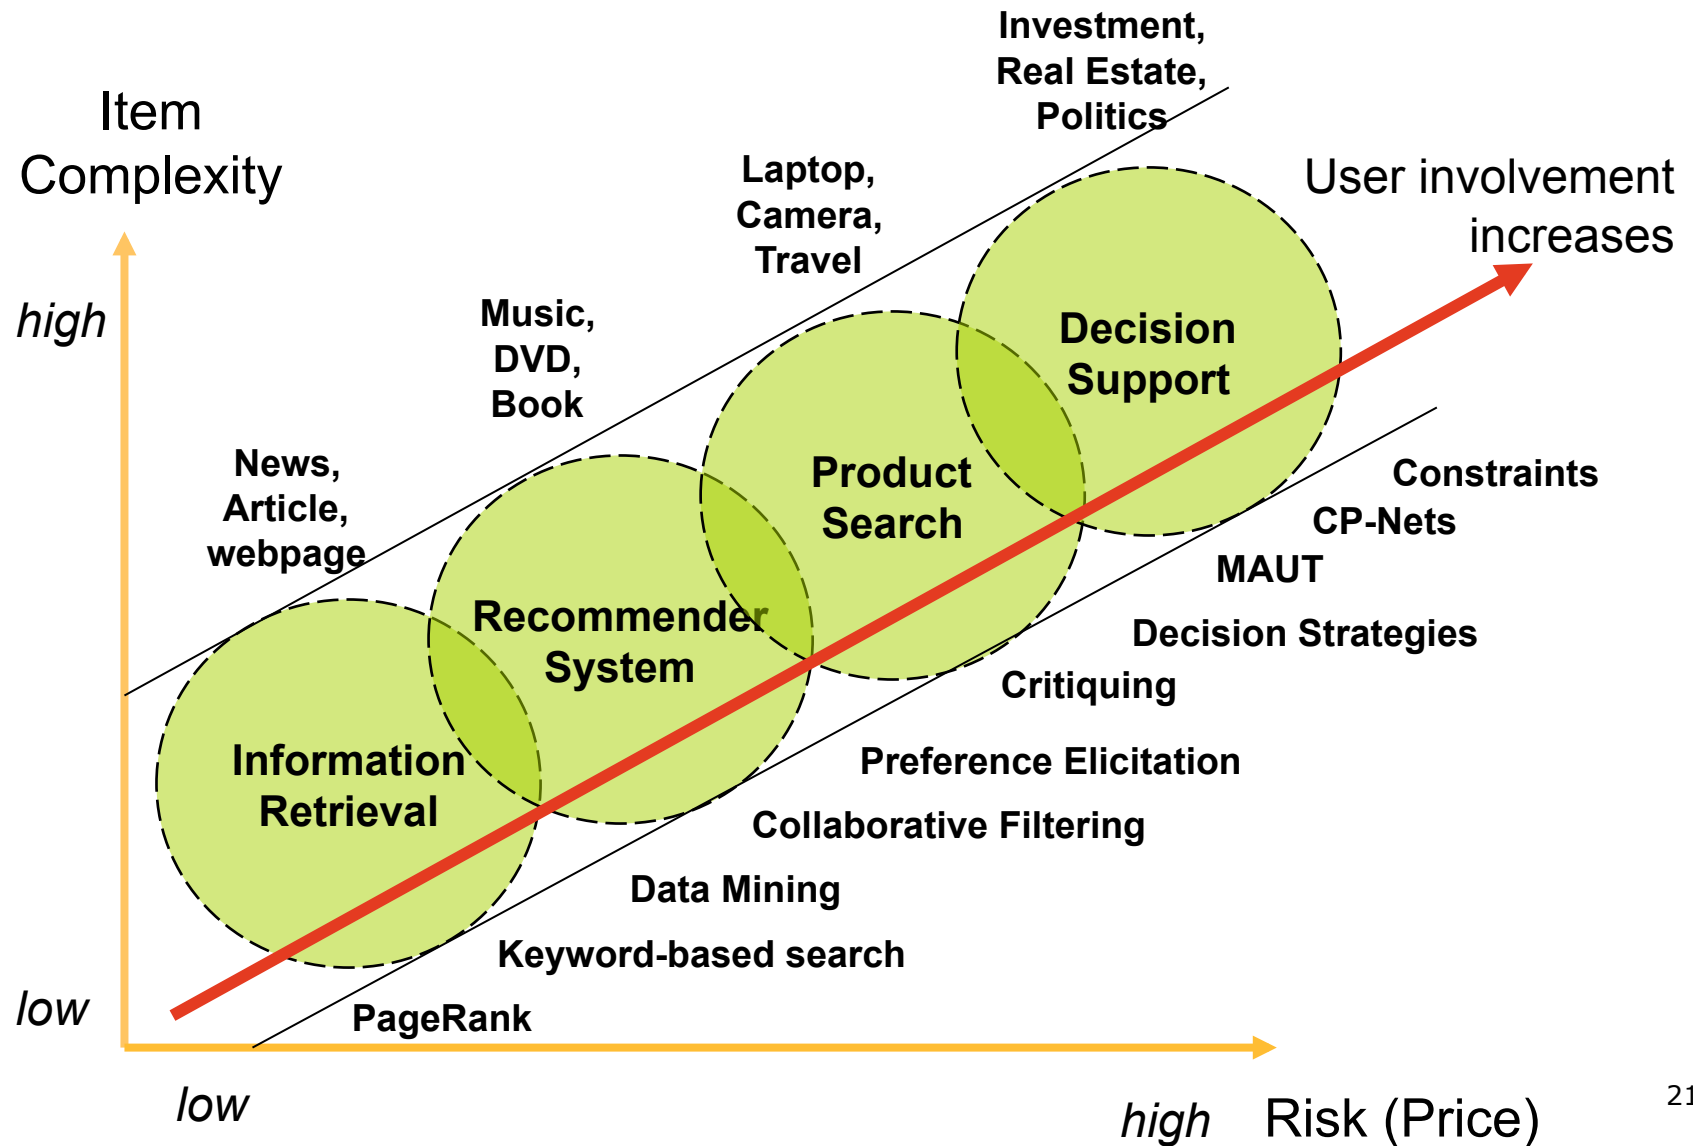 Investment,
Real Estate,
Politics
Item
Complexity
Laptop,
Camera,
Travel
User involvement
increases
high
Music,
DVD,
Book
Decision
Support
News,
Article,
webpage
Product
Search
Constraints
CP-Nets
MAUT
Recommender
System
Decision Strategies
Critiquing
Information
Retrieval
Preference Elicitation
Collaborative Filtering
Data Mining
Keyword-based search
low
PageRank
low
high
Risk (Price)
21